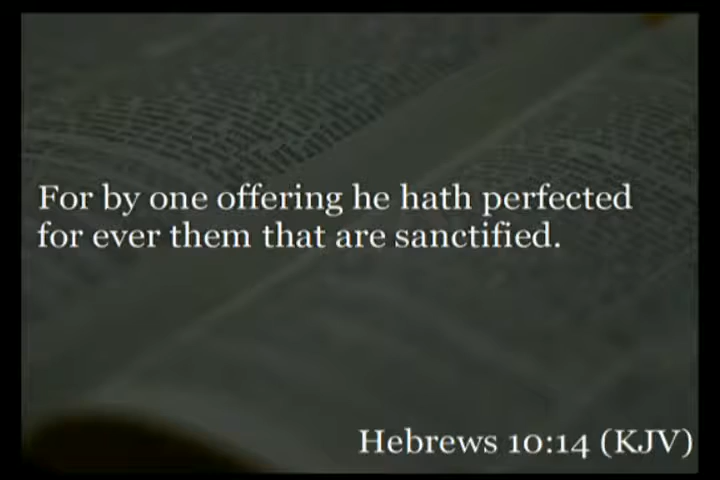 For by one offering he hath perfected
for ever them that are sanctified.
Hebrews 10:14 (KJV)